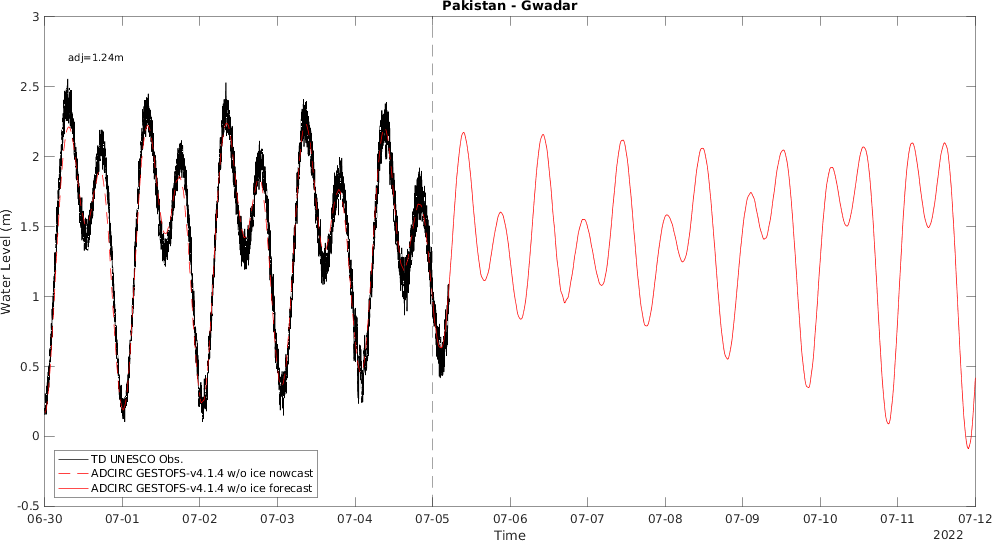 Pakistan - Gwadar
3
adj=1.24m
2.5
2
1.5
1
0.5
0
-0.5
Water Level (m)
TD UNESCO Obs.
ADCIRC GESTOFS-v4.1.4 w/o ice nowcast
ADCIRC GESTOFS-v4.1.4 w/o ice forecast
06-30 07-01 07-02 07-03 07-04 07-05 07-06 07-07 07-08 07-09 07-10 07-11 07-12
Time
2022